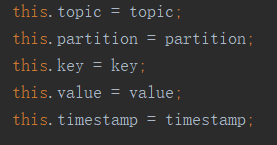 this.topic = topic;
this.partition = partition;
this.key = key;
this.value = value;
this.timestamp = timestamp;